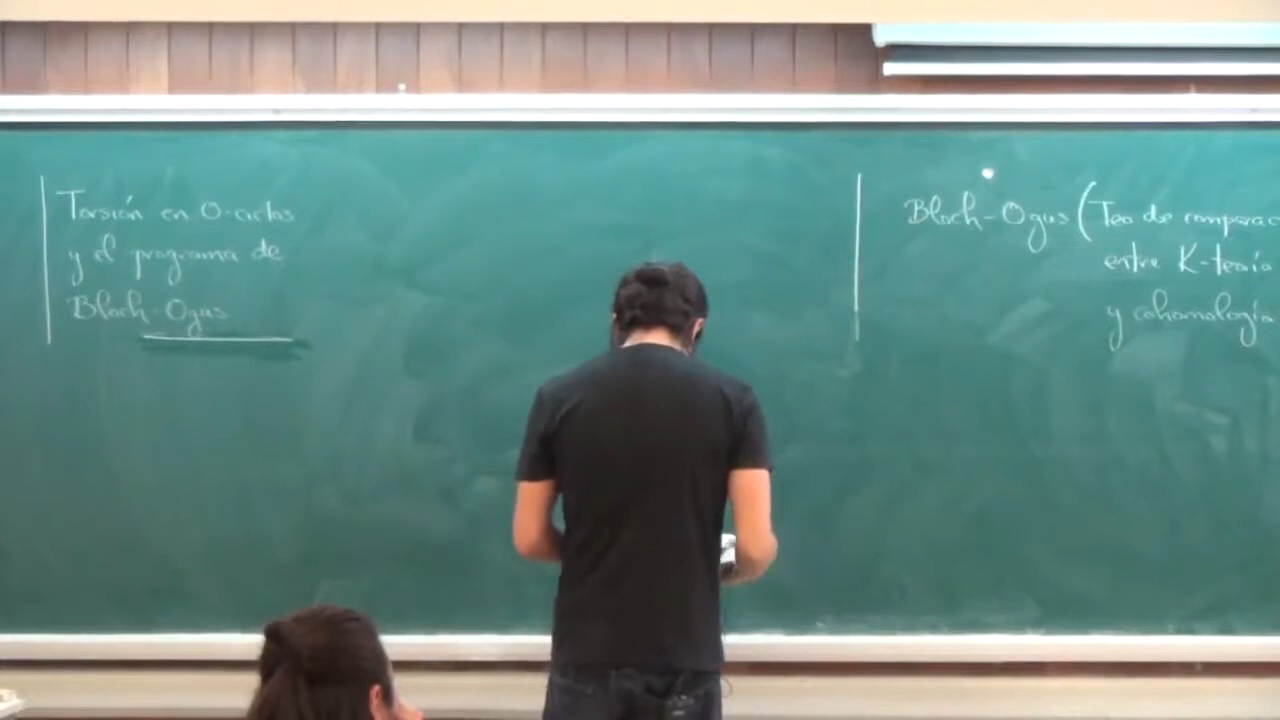 Torsión en 0-ciclos
y el programa de
Bloch-Ogus
Bloch-Ogus (Teo de comparac
entre K-teoría
y cohomología